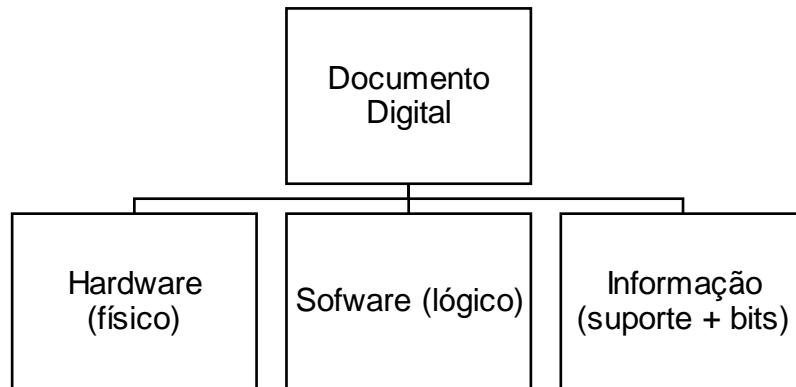 Documento
Digital
Hardware
(físico)
Sofware (lógico)
Informação
(suporte + bits)